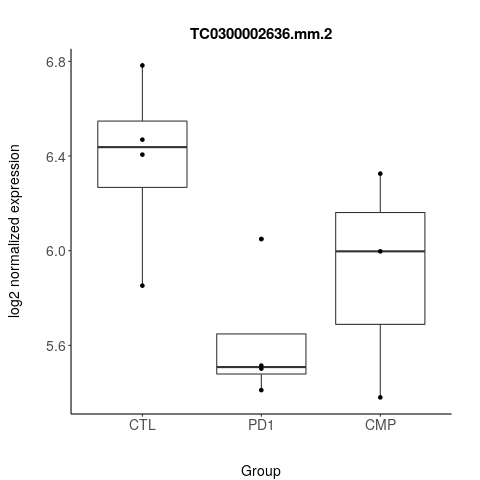 TC0300002636.mm.2
log2 normalized expression
6.8
6.4
6.0
5.6
CTL PD1 CMP
Group